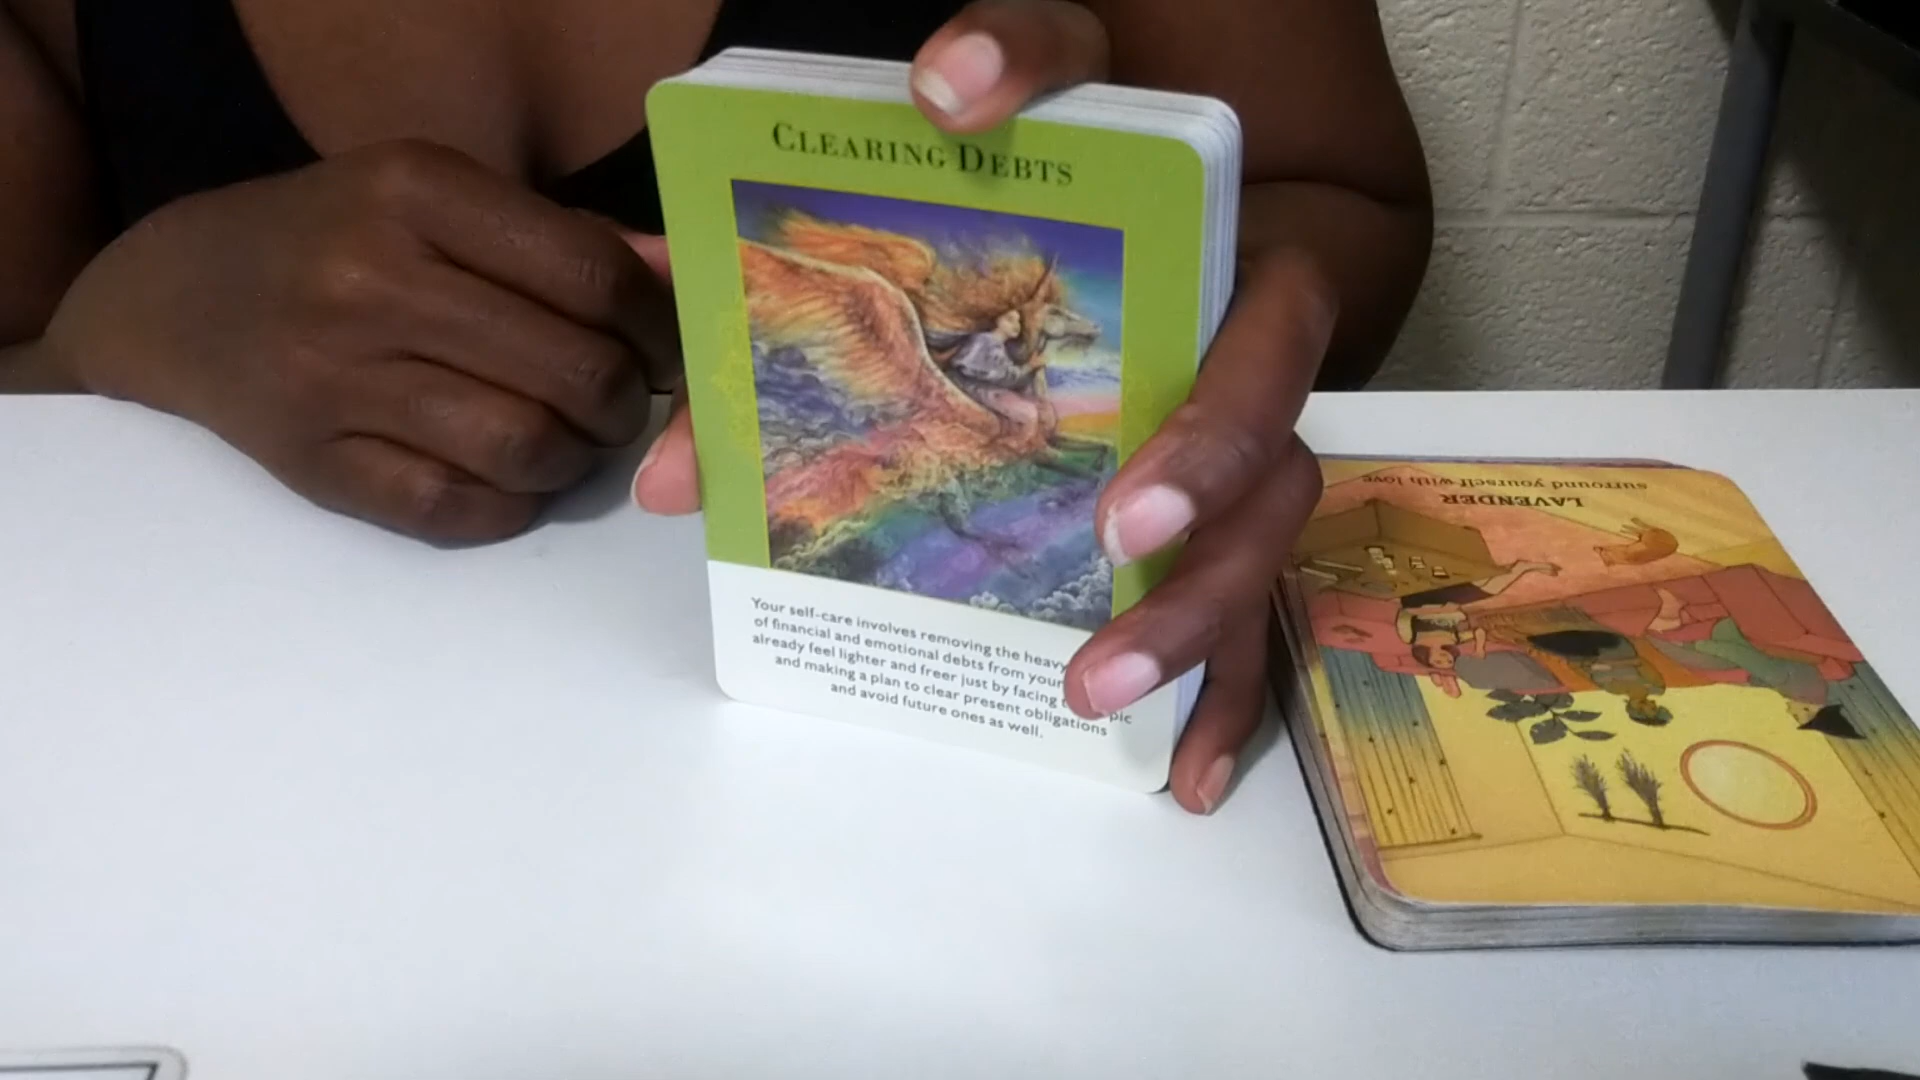 CLEARING DEBTS
Your self-care involves removing the heavy
of financial and emotional debts from your
already feel lighter and freer just by facing pic
and making a plan to clear present obligations
and avoid future ones as well.
LAVENDER
surround yourself with love